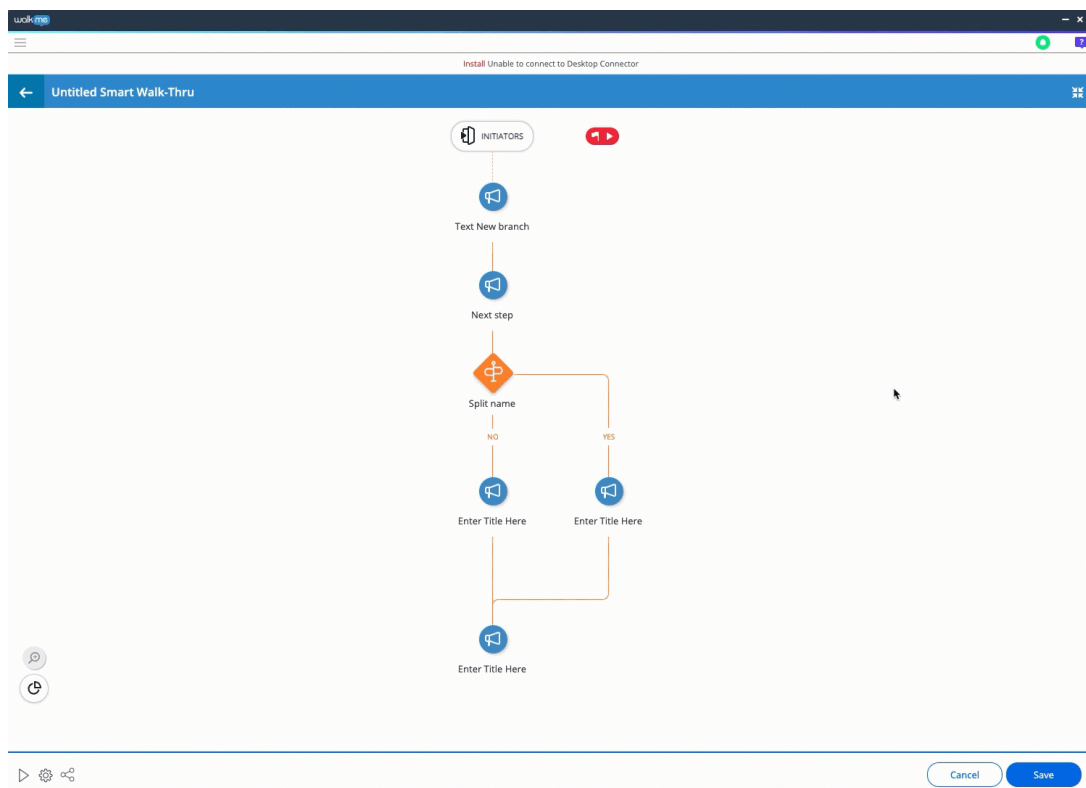 walkme
?
Install Unable to connect to Desktop Connector
Untitled Smart Walk-Thru
INITIATORS
Text New branch
Next step
Split name
NO YES
Enter Title Here Enter Title Here
Enter Title Here
Cancel Save